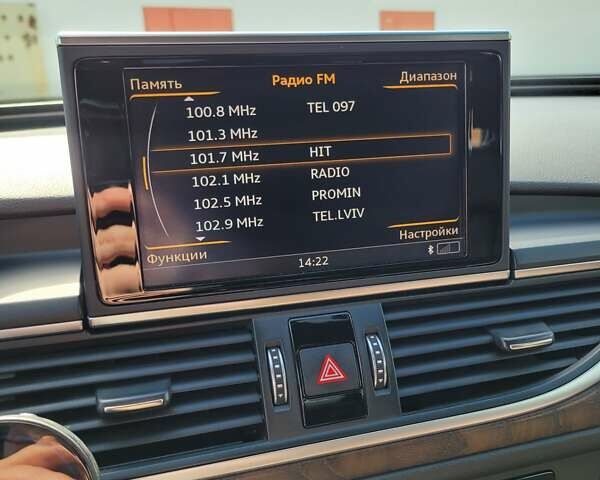 Память Радио FM Диапазон
100.8 MHz TEL 097
101.3 MHz
101.7 MHz HIT
102.1 MHz RADIO
102.5 MHz PROMIN
102.9 MHz TEL.LVIV
Функции Настройки
14:22